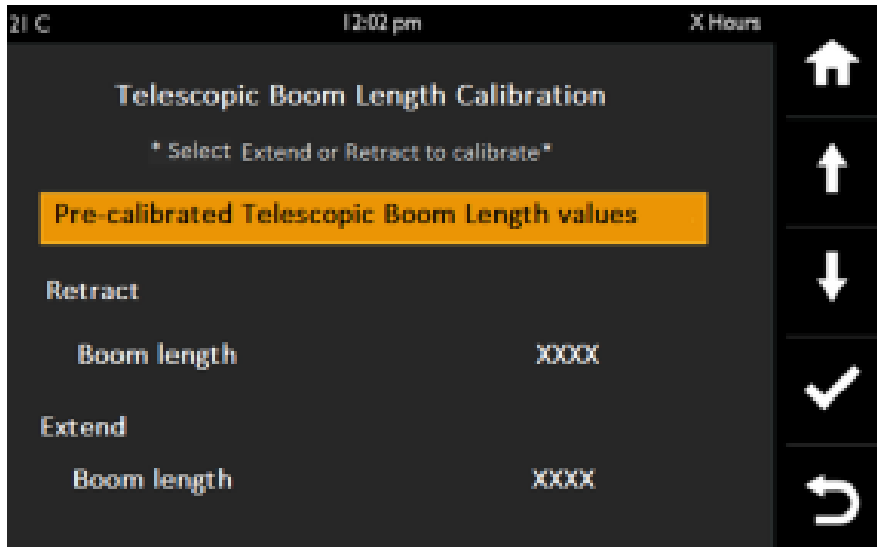 21 C 12:02 pm X Hours
Telescopic Boom Length Calibration
* Select Extend or Retract to calibrate*
Pre-calibrated Telescopic Boom Length values
Retract
Boom length XXXX
Extend
Boom length XXXX